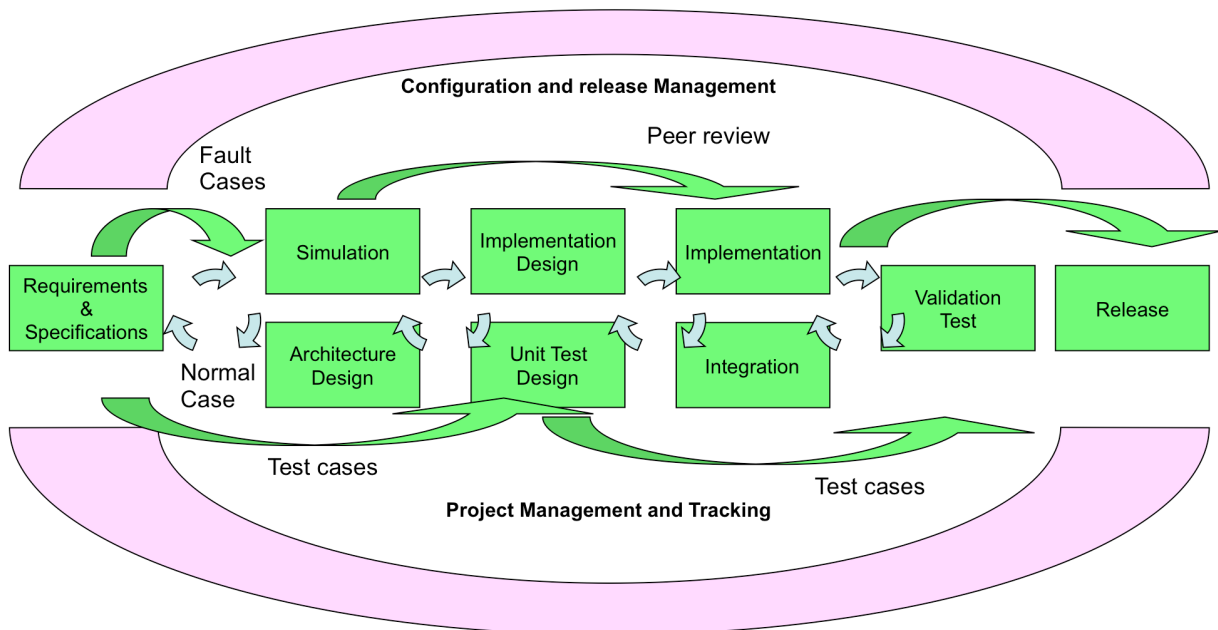 Configuration and release Management
Peer review
Fault
Cases
Simulation
Implementation
Design
Implementation
Requirements
&
Specifications
Validation
Test
Release
Normal
Case
Architecture
Design
Unit Test
Design
Integration
Test cases
Test cases
Project Management and Tracking